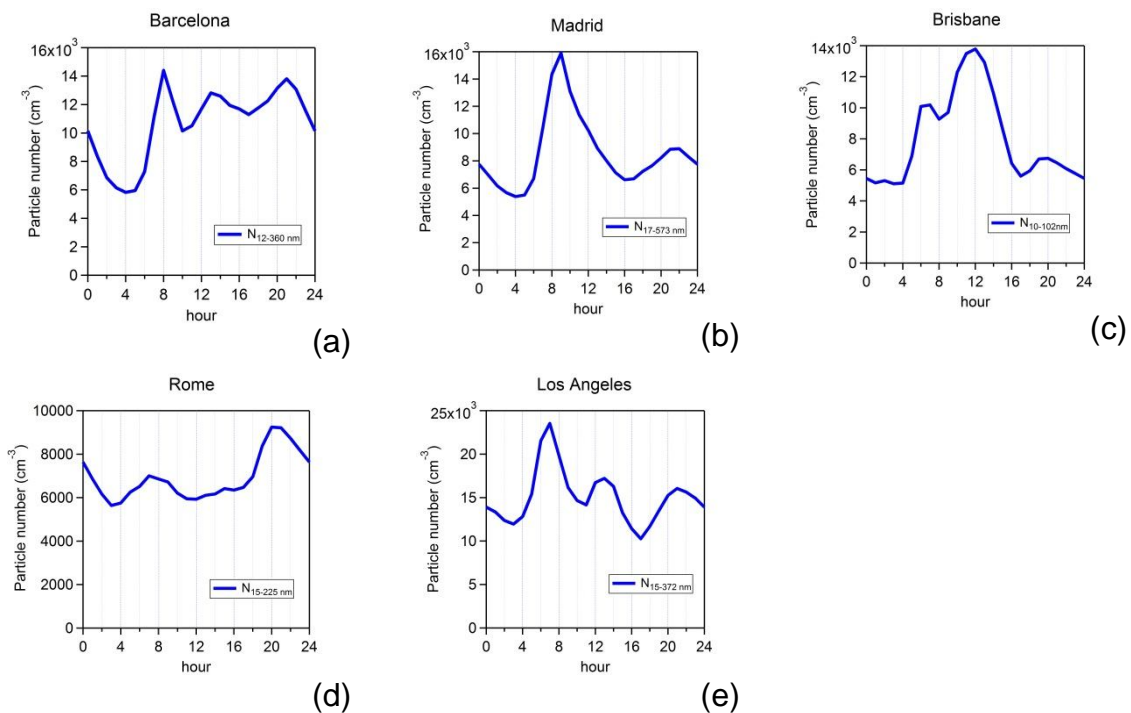 Barcelona
16x10³
14
12
10
8
6
4
2
0
Particle number (cm⁻³)
N12-360 nm
0 4 8 12 16 20 24
hour
(a)
Madrid
16x10³
14
12
10
8
6
4
2
0
Particle number (cm⁻³)
N17-573 nm
0 4 8 12 16 20 24
hour
(b)
Brisbane
14x10³
12
10
8
6
4
2
0
Particle number (cm⁻³)
N10-102nm
0 4 8 12 16 20 24
hour
(c)
Rome
10000
8000
6000
4000
2000
0
Particle number (cm⁻³)
N15-225 nm
0 4 8 12 16 20 24
hour
(d)
Los Angeles
25x10³
20
15
10
5
0
Particle number (cm⁻³)
N15-372 nm
0 4 8 12 16 20 24
hour
(e)